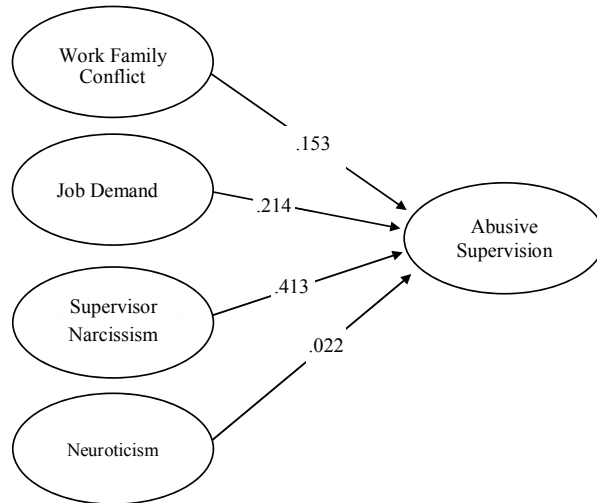 Work Family
Conflict
.153
Job Demand
.214
Abusive
Supervision
.413
Supervisor
Narcissism
.022
Neuroticism